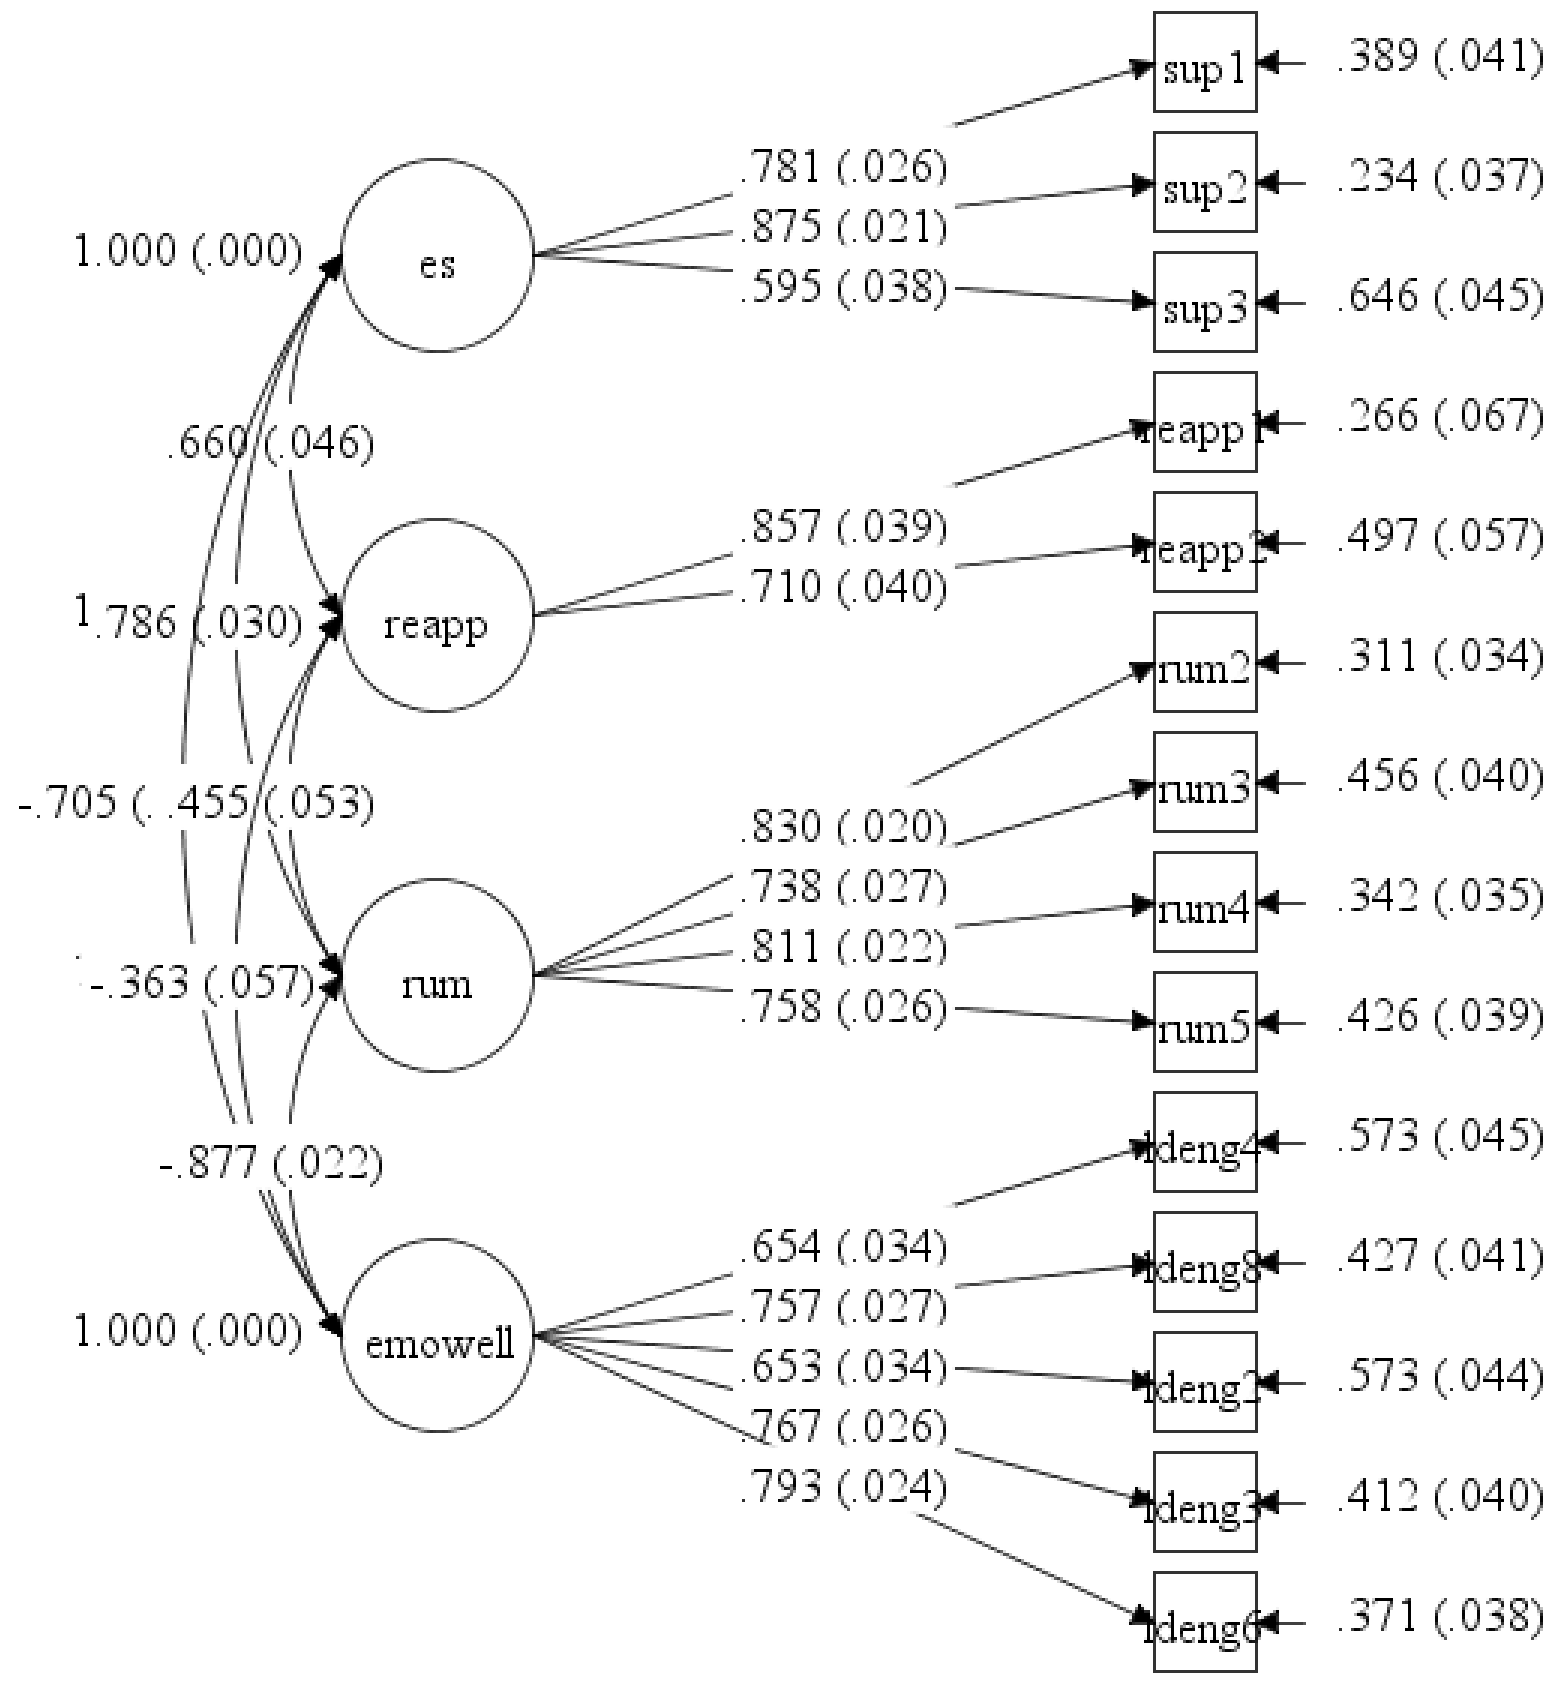 sup1
.389 (.041)
.781 (.026)
sup2
.234 (.037)
.875 (.021)
1.000 (.000)
es
.595 (.038)
sup3
.646 (.045)
.660 (.046)
reapp1
.266 (.067)
.857 (.039)
reapp2
.497 (.057)
.710 (.040)
1
.786 (.030)
reapp
rum2
.311 (.034)
-.705 (.
.455 (.053)
.830 (.020)
rum3
.456 (.040)
.738 (.027)
rum4
.342 (.035)
.811 (.022)
-.363 (.057)
rum
.758 (.026)
rum5
.426 (.039)
-.877 (.022)
.573 (.045)
.654 (.034)
.427 (.041)
.757 (.027)
1.000 (.000)
emowell
.653 (.034)
.573 (.044)
.767 (.026)
.793 (.024)
.412 (.040)
.371 (.038)